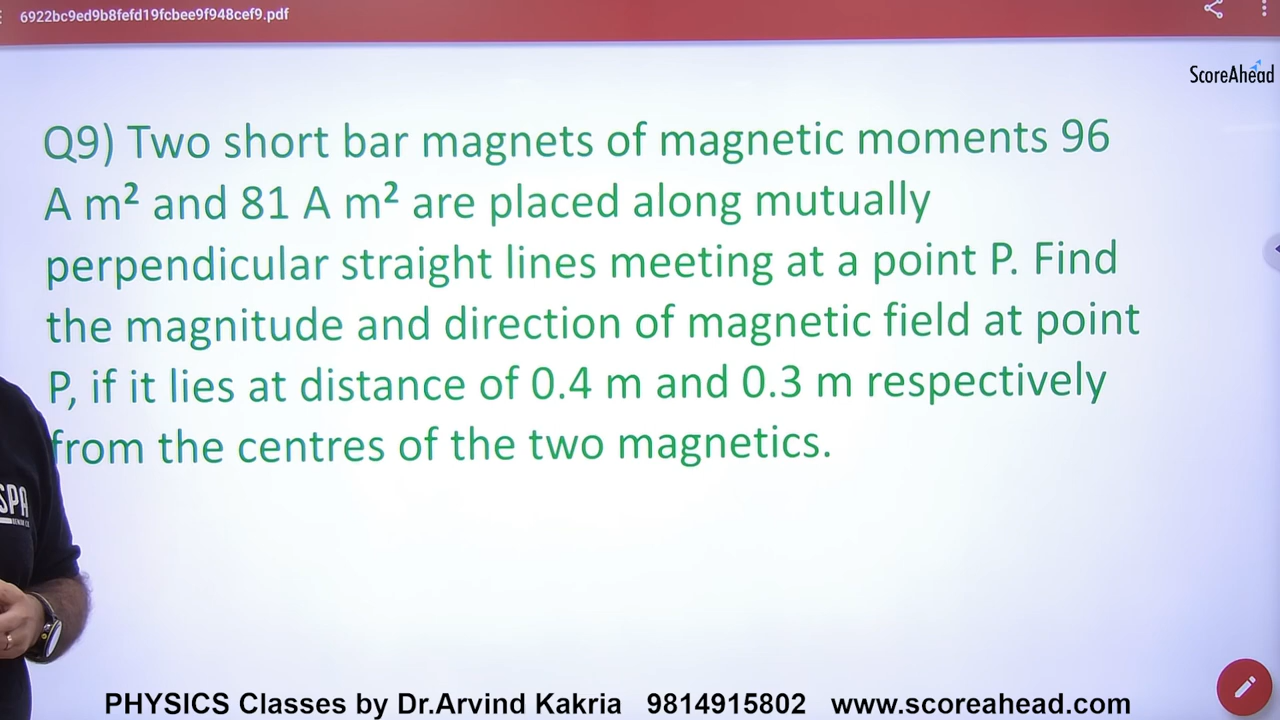 6922bc9ed9b8fefd19fcbee9f948cef9.pdf
ScoreAhead
Q9) Two short bar magnets of magnetic moments 96
A m² and 81 A m² are placed along mutually
perpendicular straight lines meeting at a point P. Find
the magnitude and direction of magnetic field at point
P, if it lies at distance of 0.4 m and 0.3 m respectively
from the centres of the two magnetics.
SPA
PHYSICS Classes by Dr.Arvind Kakria 9814915802 www.scoreahead.com